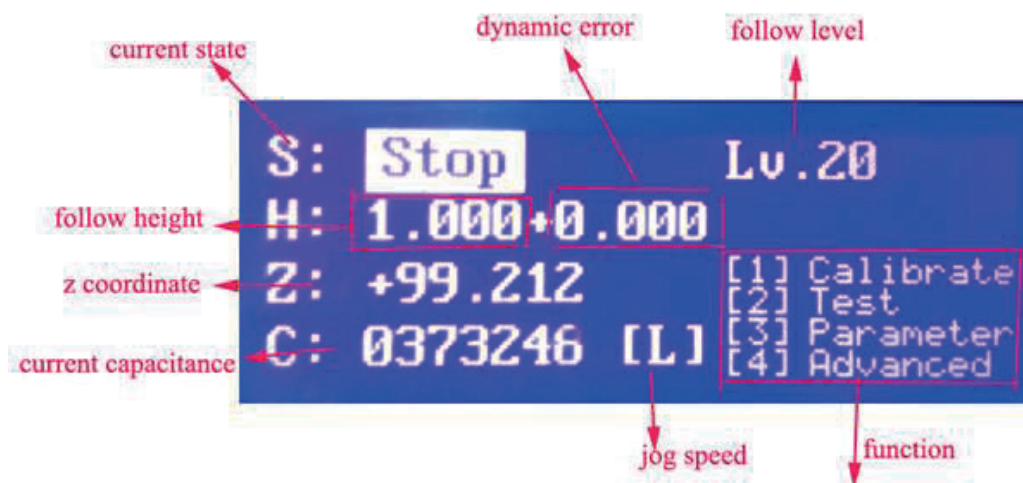 dynamic error
follow level
current state
S: Stop Lv.20
follow height
H: 1.000+0.000
z coordinate
Z: +99.212
[1] Calibrate
[2] Test
current capacitance
C: 0373246 [L]
[3] Parameter
[4] Advanced
jog speed
function